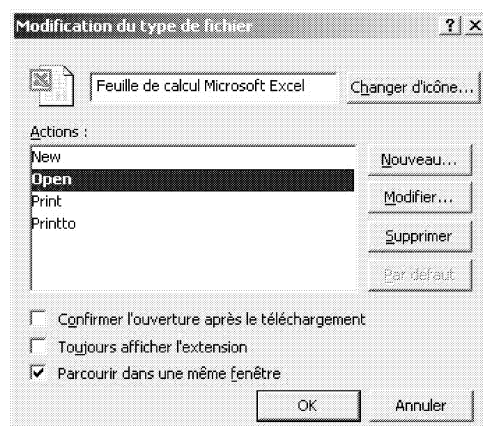 Modification du type de fichier
Feuille de calcul Microsoft Excel
Changer d'icône...
Actions :
New
Open
Print
Printto
Nouveau...
Modifier...
Supprimer
Par défaut
Confirmer l'ouverture après le téléchargement
Toujours afficher l'extension
Parcourir dans une même fenêtre
OK
Annuler